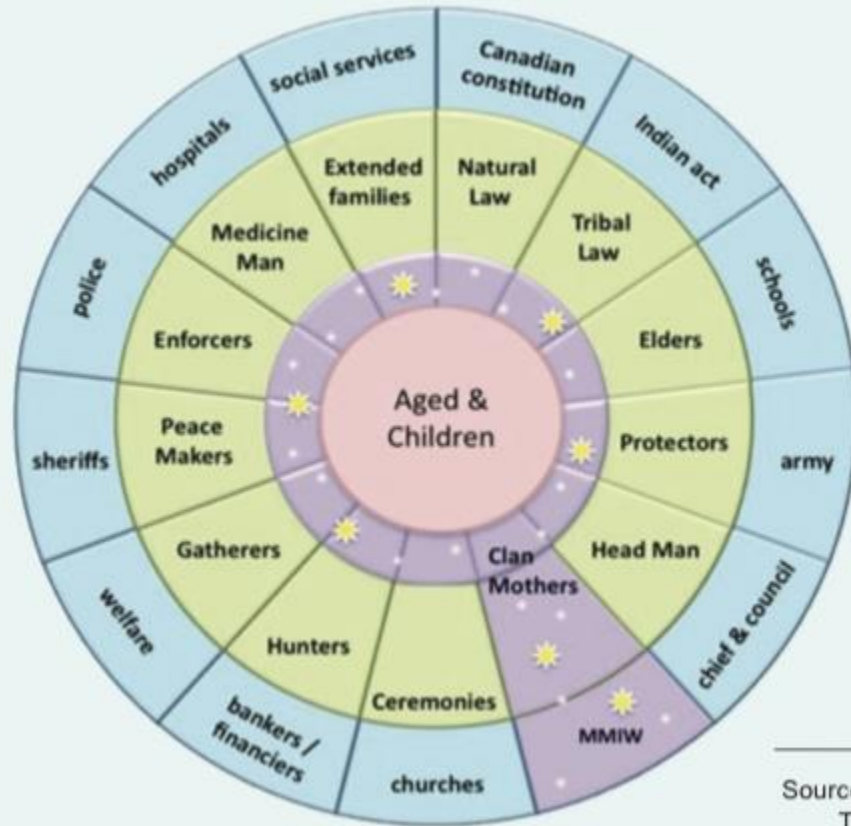 social services
Canadian
constitution
Indian act
schools
army
chief & council
MMIW
churches
bankers /
financiers
welfare
sheriffs
police
hospitals
Extended
families
Natural
Law
Tribal
Law
Elders
Protectors
Head Man
Clan
Mothers
Ceremonies
Hunters
Gatherers
Peace
Makers
Enforcers
Medicine
Man
Aged &
Children
Source
T